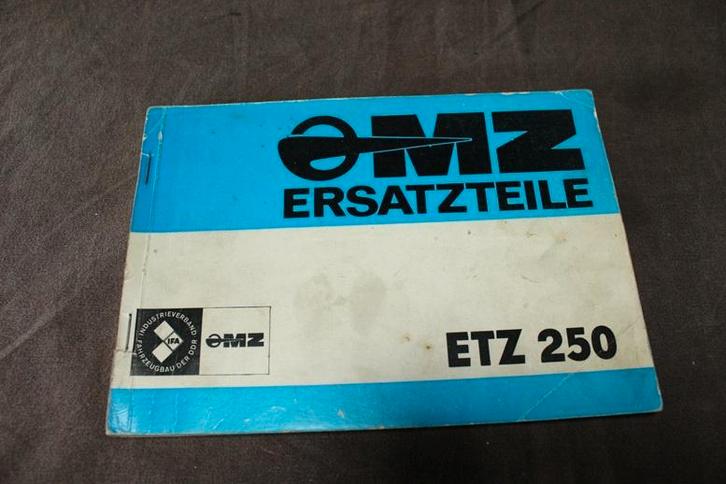 MZ
ERSATZTEILE
INDUSTRIEVERBAND
FAHRZEUGBAU DER DDR
IFA
MZ
ETZ 250